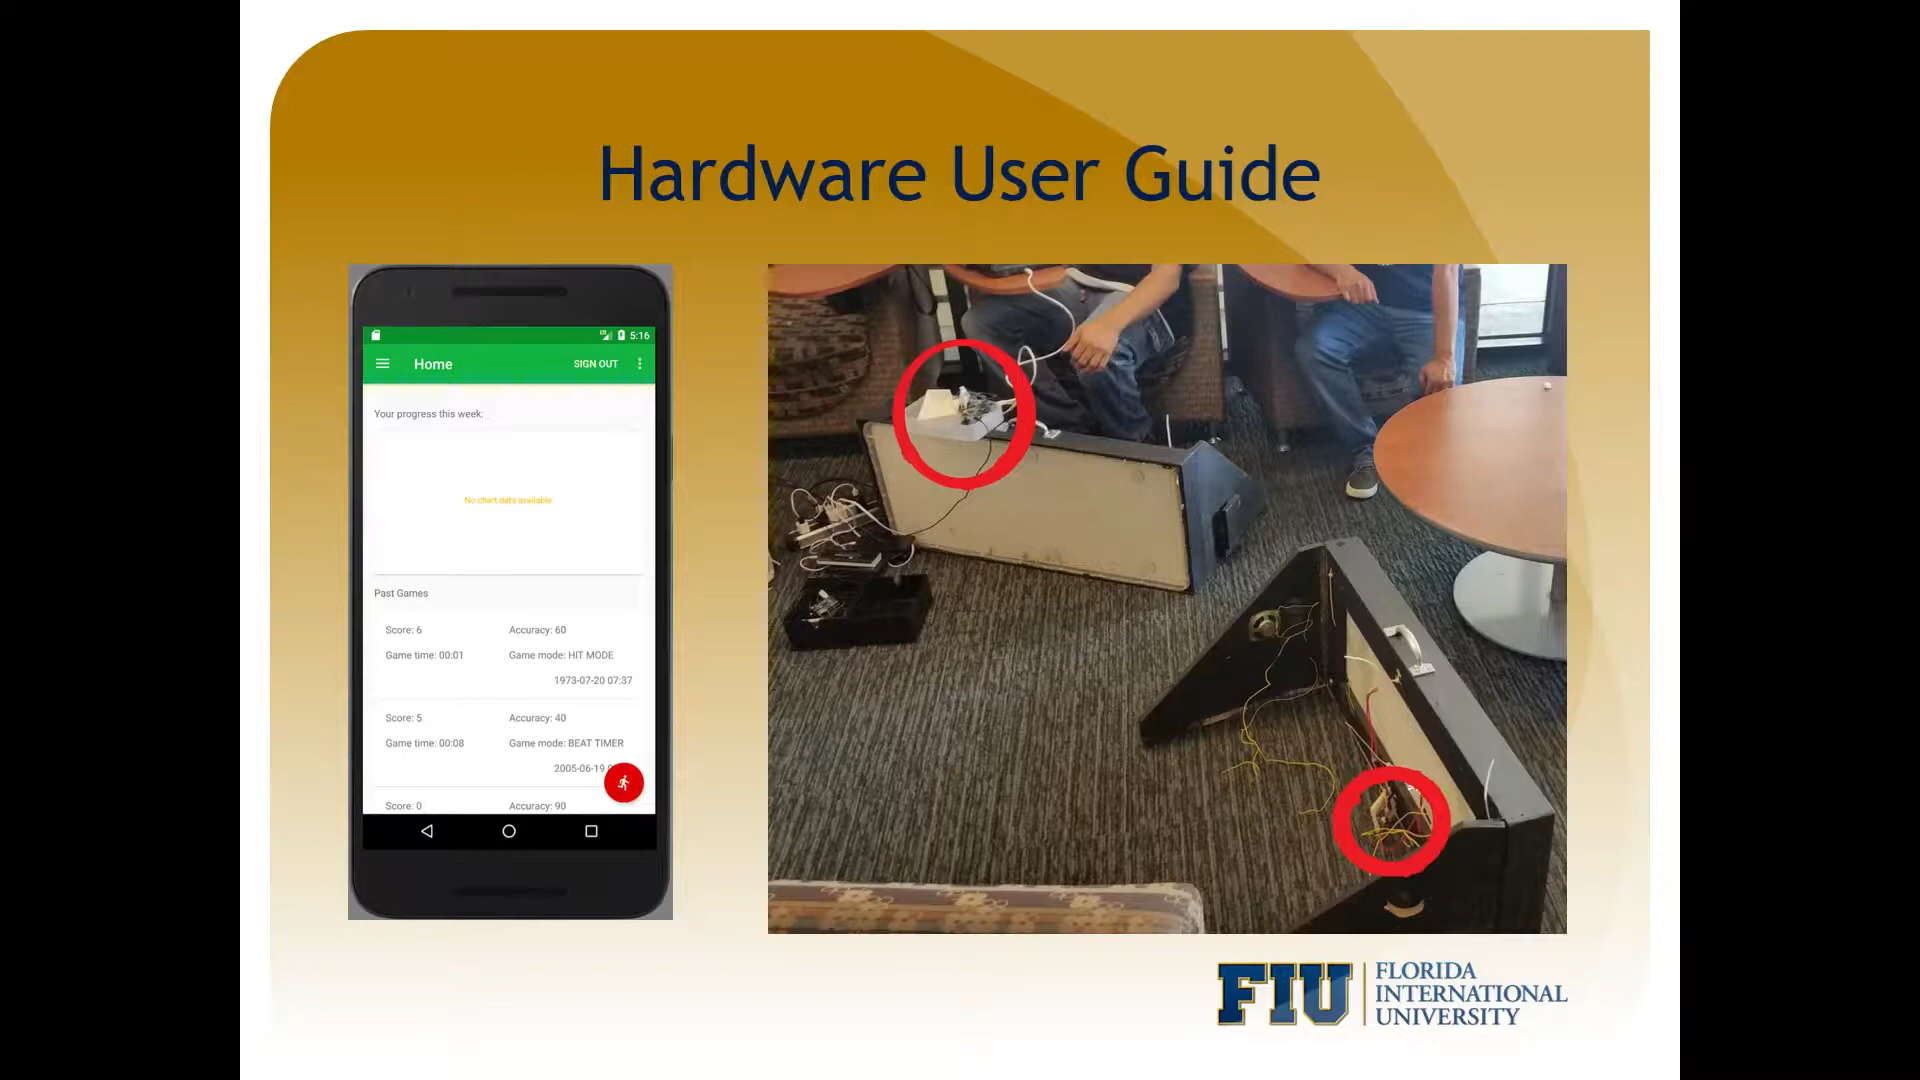 Hardware User Guide
5:16
Home
SIGN OUT
Your progress this week:
No chart data available.
Past Games
Score: 6
Accuracy: 60
Game time: 00:01
Game mode: HIT MODE
1973-07-20 07:37
Score: 5
Accuracy: 40
Game time: 00:08
Game mode: BEAT TIMER
2005-06-19
Score: 0
Accuracy: 90
FIU
FLORIDA
INTERNATIONAL
UNIVERSITY